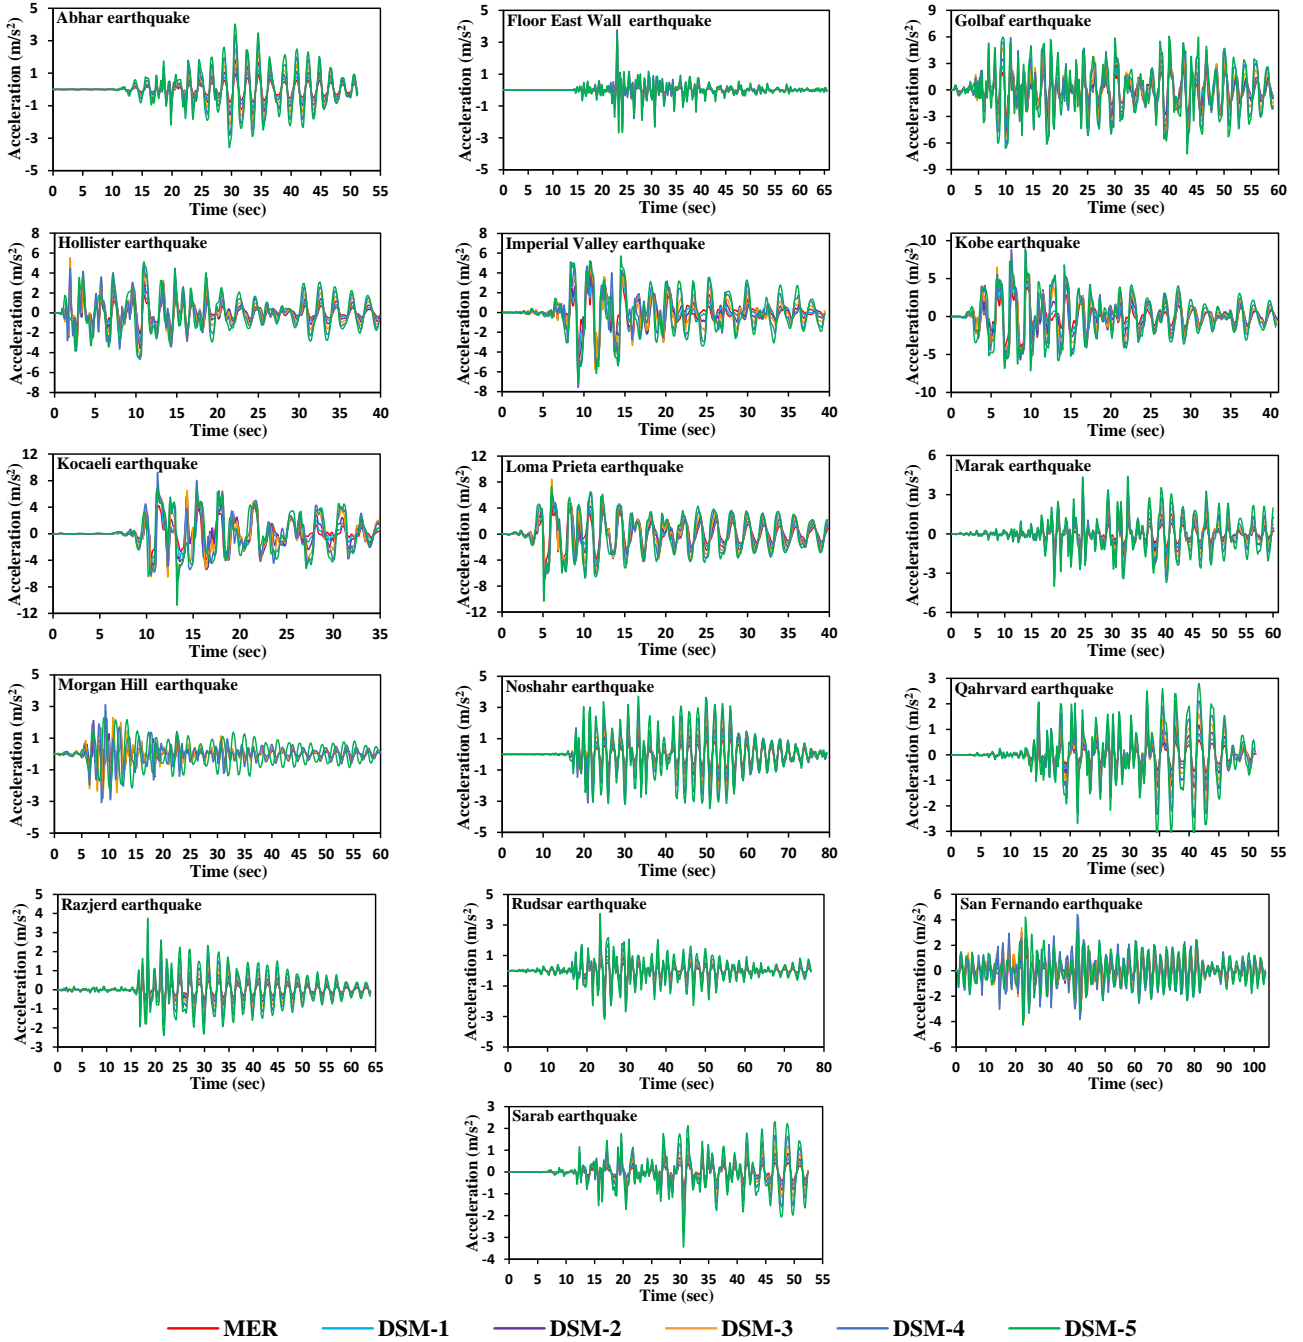 Abhar earthquake
Acceleration (m/s²)
5
3
1
-1
-3
-5
0 5 10 15 20 25 30 35 40 45 50 55
Time (sec)
Floor East Wall earthquake
Acceleration (m/s²)
5
3
1
-1
-3
-5
0 5 10 15 20 25 30 35 40 45 50 55 60 65
Time (sec)
Golbaf earthquake
Acceleration (m/s²)
9
6
3
0
-3
-6
-9
0 5 10 15 20 25 30 35 40 45 50 55 60
Time (sec)
Hollister earthquake
Acceleration (m/s²)
8
6
4
2
0
-2
-4
-6
-8
0 5 10 15 20 25 30 35 40
Time (sec)
Imperial Valley earthquake
Acceleration (m/s²)
8
6
4
2
0
-2
-4
-6
-8
0 5 10 15 20 25 30 35 40
Time (sec)
Kobe earthquake
Acceleration (m/s²)
10
5
0
-5
-10
0 5 10 15 20 25 30 35 40
Time (sec)
Kocaeli earthquake
Acceleration (m/s²)
12
8
4
0
-4
-8
-12
0 5 10 15 20 25 30 35
Time (sec)
Loma Prieta earthquake
Acceleration (m/s²)
12
8
4
0
-4
-8
-12
0 5 10 15 20 25 30 35 40
Time (sec)
Marak earthquake
Acceleration (m/s²)
6
3
0
-3
-6
0 5 10 15 20 25 30 35 40 45 50 55 60
Time (sec)
Morgan Hill earthquake
Acceleration (m/s²)
5
3
1
-1
-3
-5
0 5 10 15 20 25 30 35 40 45 50 55 60
Time (sec)
Noshahr earthquake
Acceleration (m/s²)
5
3
1
-1
-3
-5
0 10 20 30 40 50 60 70 80
Time (sec)
Qahrvard earthquake
Acceleration (m/s²)
3
2
1
0
-1
-2
-3
0 5 10 15 20 25 30 35 40 45 50 55
Time (sec)
Razjerd earthquake
Acceleration (m/s²)
5
4
3
2
1
0
-1
-2
-3
0 5 10 15 20 25 30 35 40 45 50 55 60 65
Time (sec)
Rudsar earthquake
Acceleration (m/s²)
5
3
1
-1
-3
-5
0 10 20 30 40 50 60 70 80
Time (sec)
San Fernando earthquake
Acceleration (m/s²)
6
4
2
0
-2
-4
-6
0 10 20 30 40 50 60 70 80 90 100
Time (sec)
Sarab earthquake
Acceleration (m/s²)
3
2
1
0
-1
-2
-3
-4
0 5 10 15 20 25 30 35 40 45 50 55
Time (sec)
MER DSM-1 DSM-2 DSM-3 DSM-4 DSM-5